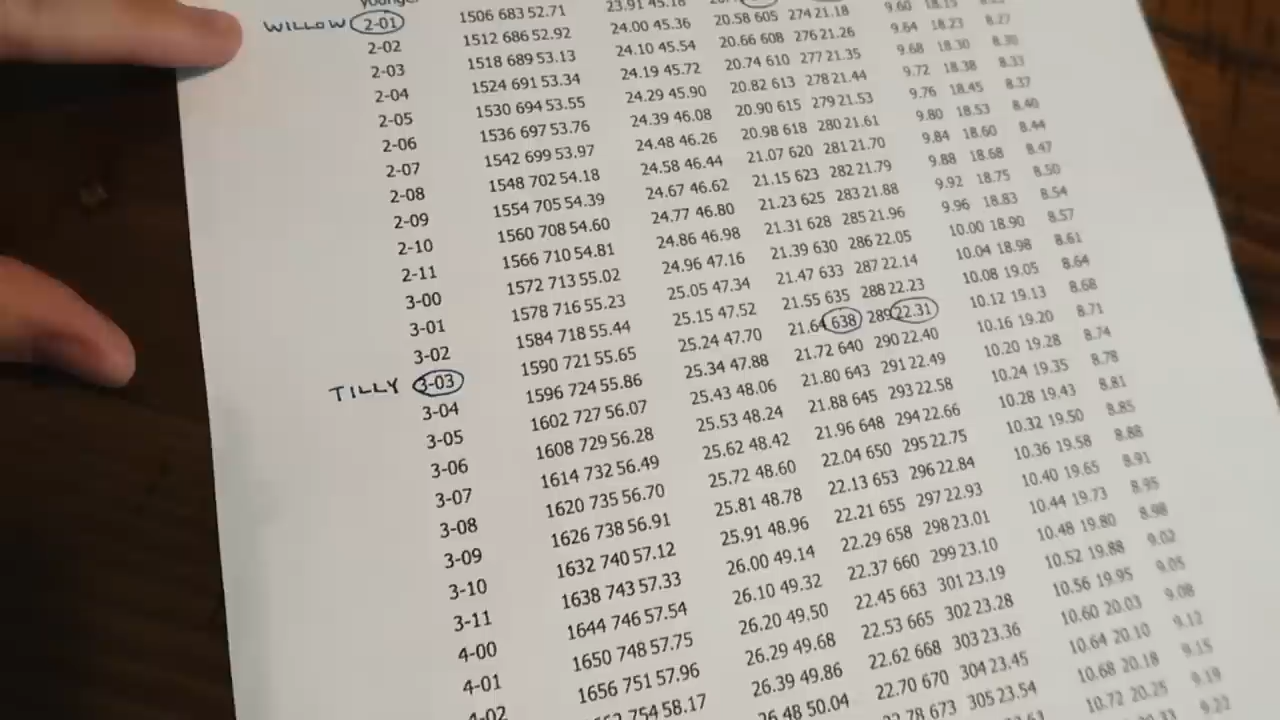 younger
WILLOW 2-01 1506 683 52.71 23.91 45.18
2-02 1512 686 52.92 24.00 45.36 20.58 605 274 21.18 9.60 18.15
2-03 1518 689 53.13 24.10 45.54 20.66 608 276 21.26 9.64 18.23 8.27
2-04 1524 691 53.34 24.19 45.72 20.74 610 277 21.35 9.68 18.30 8.30
2-05 1530 694 53.55 24.29 45.90 20.82 613 278 21.44 9.72 18.38 8.33
2-06 1536 697 53.76 24.39 46.08 20.90 615 279 21.53 9.76 18.45 8.37
2-07 1542 699 53.97 24.48 46.26 20.98 618 280 21.61 9.80 18.53 8.40
2-08 1548 702 54.18 24.58 46.44 21.07 620 281 21.70 9.84 18.60 8.44
2-09 1554 705 54.39 24.67 46.62 21.15 623 282 21.79 9.88 18.68 8.47
2-10 1560 708 54.60 24.77 46.80 21.23 625 283 21.88 9.92 18.75 8.50
2-11 1566 710 54.81 24.86 46.98 21.31 628 285 21.96 9.96 18.83 8.54
3-00 1572 713 55.02 24.96 47.16 21.39 630 286 22.05 10.00 18.90 8.57
3-01 1578 716 55.23 25.05 47.34 21.47 633 287 22.14 10.04 18.98 8.61
3-02 1584 718 55.44 25.15 47.52 21.55 635 288 22.23 10.08 19.05 8.64
TILLY 3-03 1590 721 55.65 25.24 47.70 21.64 638 289 22.31 10.12 19.13 8.68
3-04 1596 724 55.86 25.34 47.88 21.72 640 290 22.40 10.16 19.20 8.71
3-05 1602 727 56.07 25.43 48.06 21.80 643 291 22.49 10.20 19.28 8.74
3-06 1608 729 56.28 25.53 48.24 21.88 645 293 22.58 10.24 19.35 8.78
3-07 1614 732 56.49 25.62 48.42 21.96 648 294 22.66 10.28 19.43 8.81
3-08 1620 735 56.70 25.72 48.60 22.04 650 295 22.75 10.32 19.50 8.85
3-09 1626 738 56.91 25.81 48.78 22.13 653 296 22.84 10.36 19.58 8.88
3-10 1632 740 57.12 25.91 48.96 22.21 655 297 22.93 10.40 19.65 8.91
3-11 1638 743 57.33 26.00 49.14 22.29 658 298 23.01 10.44 19.73 8.95
4-00 1644 746 57.54 26.10 49.32 22.37 660 299 23.10 10.48 19.80 8.98
4-01 1650 748 57.75 26.20 49.50 22.45 663 301 23.19 10.52 19.88 9.02
4-02 1656 751 57.96 26.29 49.68 22.53 665 302 23.28 10.56 19.95 9.05
754 58.17 26.39 49.86 22.62 668 303 23.36 10.60 20.03 9.08
26.48 50.04 22.70 670 304 23.45 10.64 20.10 9.12
22.78 673 305 23.54 10.68 20.18 9.15
10.72 20.25 9.19